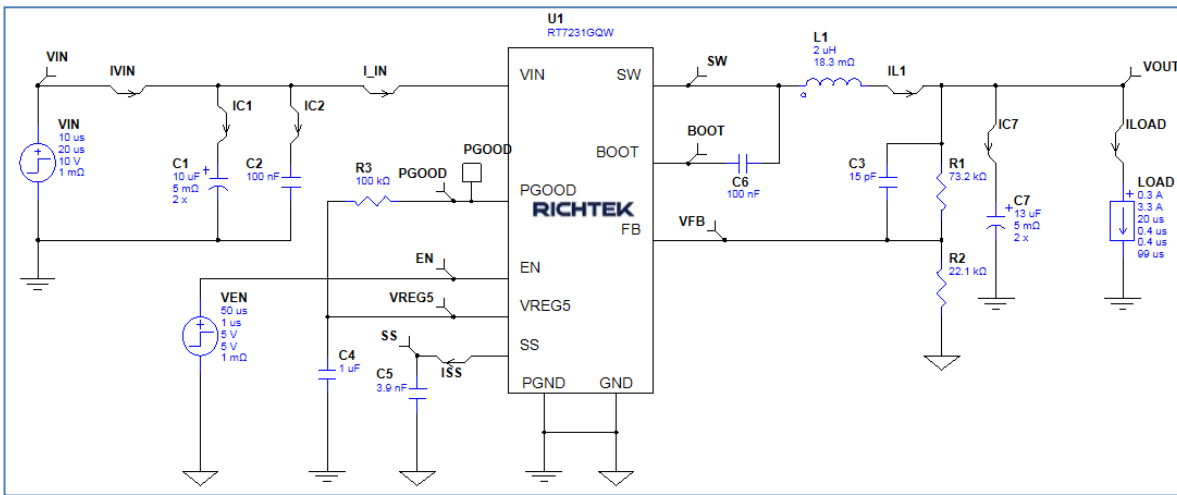 U1
RT7231GQW
VIN
IVIN
I_IN
VIN
SW
SW
L1
2 uH
18.3 mΩ
IL1
VOUT
IC1
IC2
VIN
10 us
20 us
10 V
1 mΩ
C1
10 uF
5 mΩ
2 x
C2
100 nF
R3
100 kΩ
PGOOD
PGOOD
PGOOD
RICHTEK
BOOT
BOOT
C6
100 nF
C3
15 pF
R1
73.2 kΩ
IC7
C7
13 uF
5 mΩ
2 x
ILOAD
LOAD
0.3 A
3.3 A
20 us
0.4 us
0.4 us
99 us
FB
VFB
R2
22.1 kΩ
EN
EN
VREG5
VREG5
VEN
50 us
1 us
5 V
5 V
1 mΩ
SS
SS
ISS
C4
1 uF
C5
3.9 nF
PGND
GND